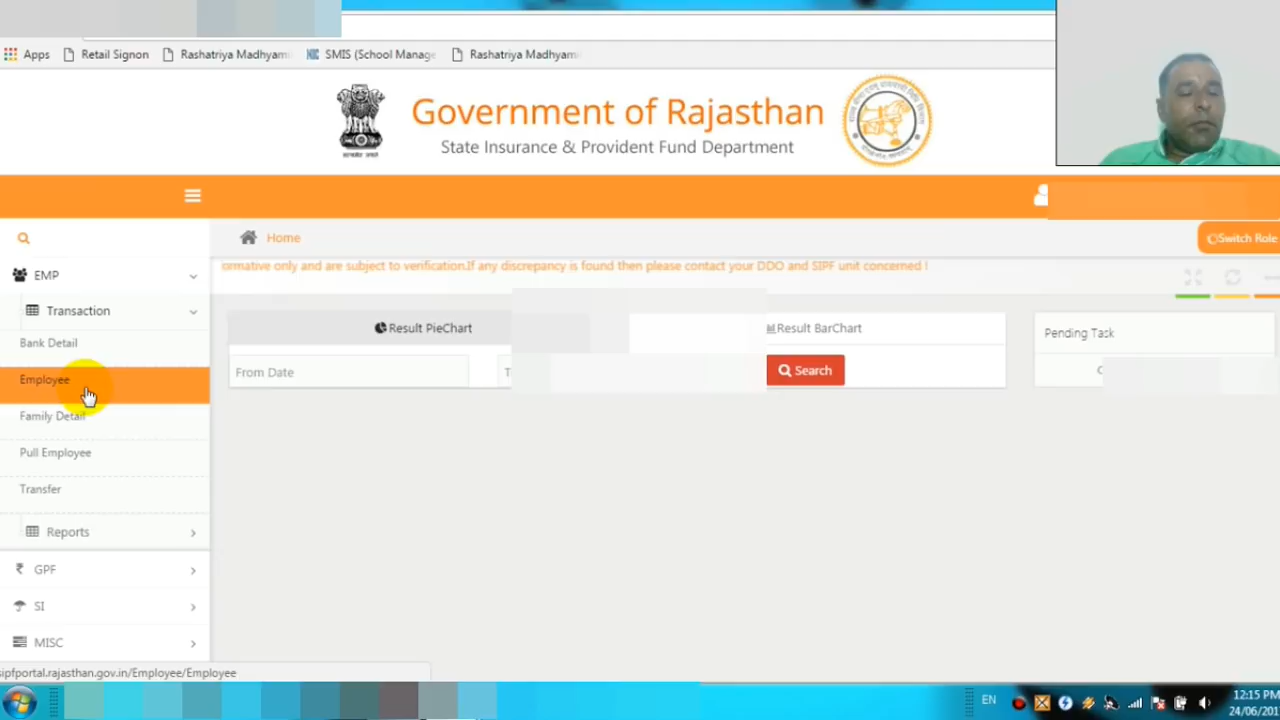 Apps
Retail Signon
Rashatriya Madhyami
SMIS (School Manage
Rashatriya Madhyam
Government of Rajasthan
State Insurance & Provident Fund Department
Home
Switch Role
EMP
ormative only and are subject to verification.If any discrepancy is found then please contact your DDO and SIPF unit concerned !
Transaction
Result PieChart
Result BarChart
Pending Task
Bank Detail
From Date
T
Search
Employee
Family Detail
Pull Employee
Transfer
Reports
GPF
SI
MISC
sipfportal.rajasthan.gov.in/Employee/Employee
EN
12:15 PM
24/06/201